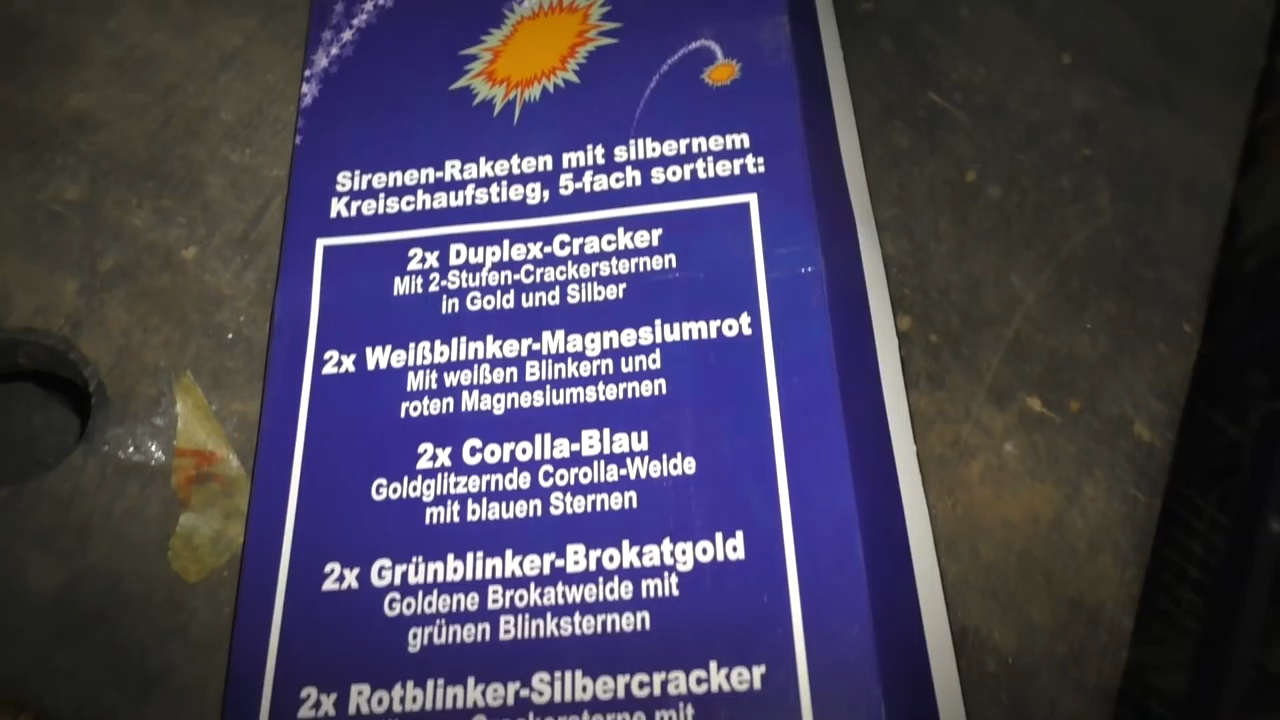 Sirenen-Raketen mit silbernem
Kreischaufstieg, 5-fach sortiert:
2x Duplex-Cracker
Mit 2-Stufen-Crackersternen
in Gold und Silber
2x Weißblinker-Magnesiumrot
Mit weißen Blinkern und
roten Magnesiumsternen
2x Corolla-Blau
Goldglitzernde Corolla-Weide
mit blauen Sternen
2x Grünblinker-Brokatgold
Goldene Brokatweide mit
grünen Blinksternen
2x Rotblinker-Silbercracker
Crackersterne mit